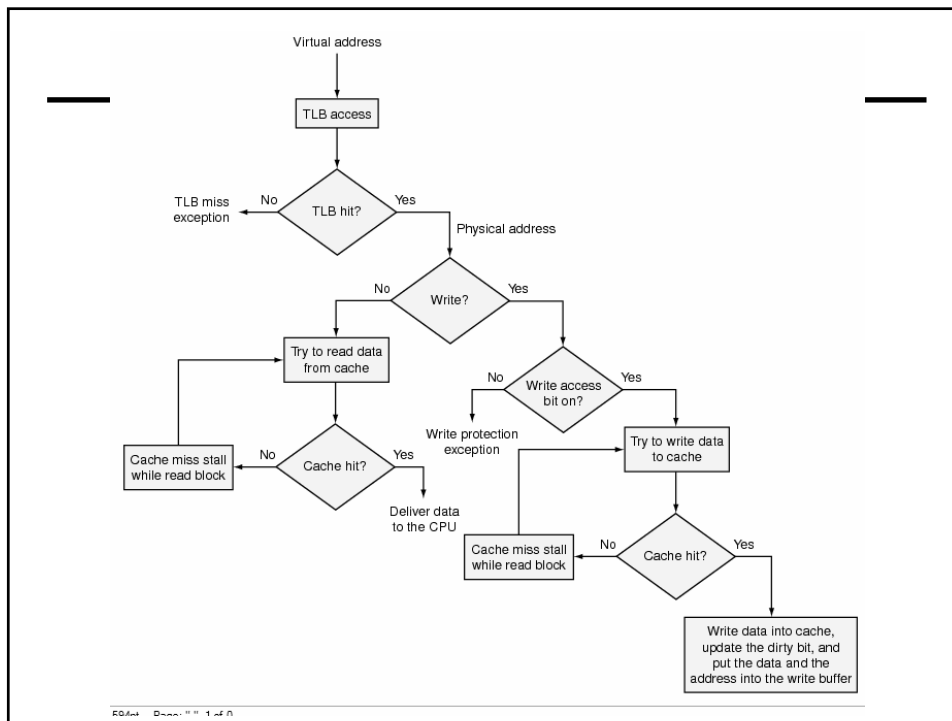 Virtual address
TLB access
No
Yes
TLB miss
exception
TLB hit?
Physical address
No
Yes
Write?
Try to read data
from cache
No
Yes
Write access
bit on?
Write protection
exception
Try to write data
to cache
No
Yes
Cache miss stall
while read block
Cache hit?
Deliver data
to the CPU
No
Yes
Cache miss stall
while read block
Cache hit?
Write data into cache,
update the dirty bit, and
put the data and the
address into the write buffer